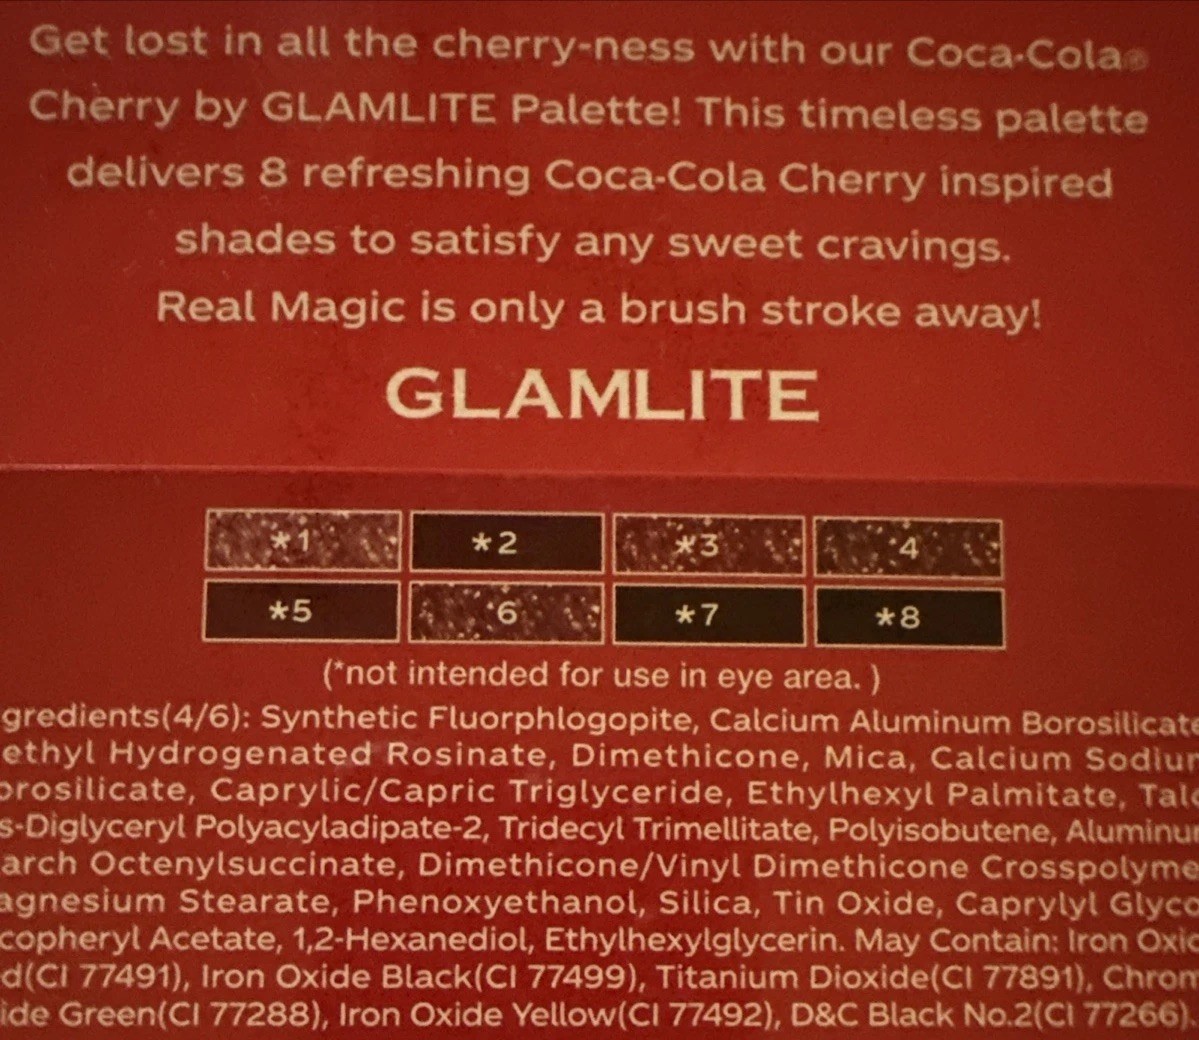 Get lost in all the cherry-ness with our Coca-Cola®
Cherry by GLAMLITE Palette! This timeless palette
delivers 8 refreshing Coca-Cola Cherry inspired
shades to satisfy any sweet cravings.
Real Magic is only a brush stroke away!
GLAMLITE
*1 *2 *3 4
*5 6 *7 *8
(*not intended for use in eye area. )
gredients(4/6): Synthetic Fluorphlogopite, Calcium Aluminum Borosilicate
ethyl Hydrogenated Rosinate, Dimethicone, Mica, Calcium Sodiur
orosilicate, Caprylic/Capric Triglyceride, Ethylhexyl Palmitate, Talc
s-Diglyceryl Polyacyladipate-2, Tridecyl Trimellitate, Polyisobutene, Aluminu
arch Octenylsuccinate, Dimethicone/Vinyl Dimethicone Crosspolyme
agnesium Stearate, Phenoxyethanol, Silica, Tin Oxide, Caprylyl Glyco
copheryl Acetate, 1,2-Hexanediol, Ethylhexylglycerin. May Contain: Iron Oxid
d(CI 77491), Iron Oxide Black(CI 77499), Titanium Dioxide(CI 77891), Chrom
ide Green(CI 77288), Iron Oxide Yellow(CI 77492), D&C Black No.2(CI 77266).